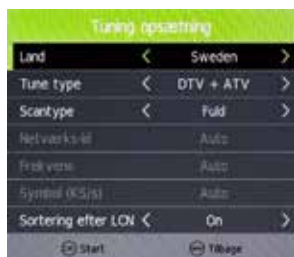 Tuning opsætning
Land < Sweden >
Tune type < DTV + ATV >
Scantype < Fuld >
Netværks-id Auto
Frekvens Auto
Symbol (KS/s) Auto
Sortering efter LCN < On >
Start Tilbage